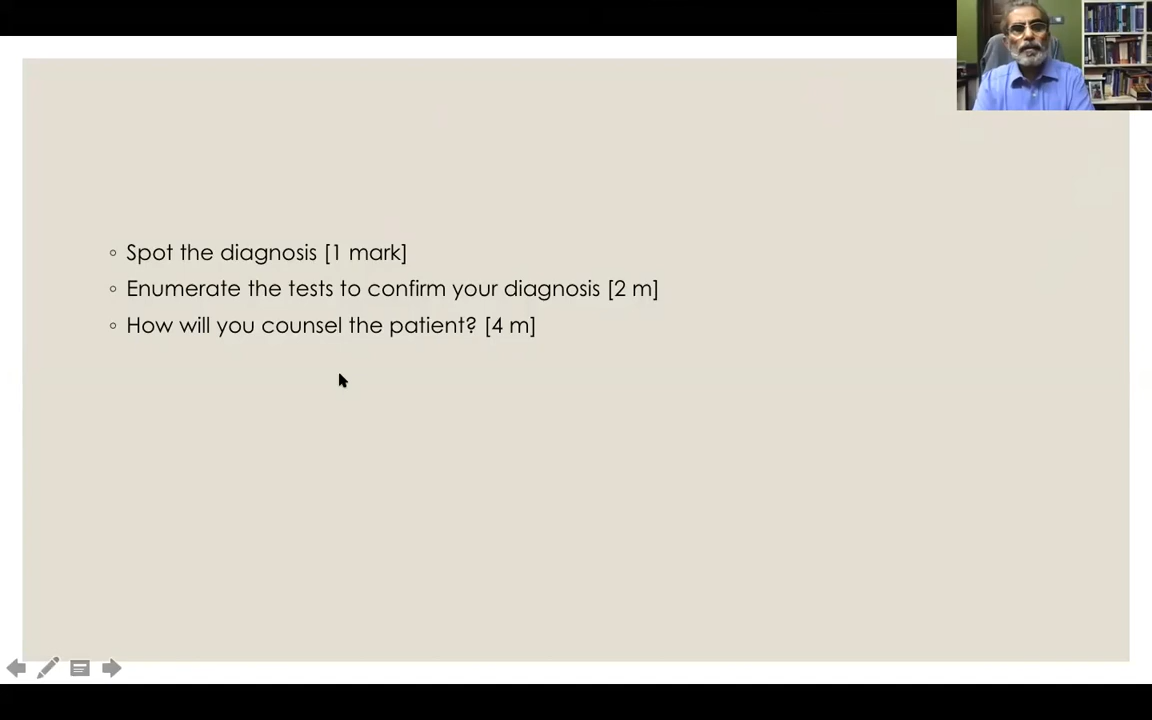 Spot the diagnosis [1 mark]
Enumerate the tests to confirm your diagnosis [2 m]
How will you counsel the patient? [4 m]